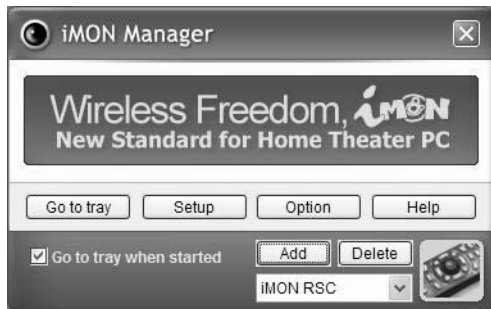 iMON Manager
Wireless Freedom, iMON
New Standard for Home Theater PC
Go to tray Setup Option Help
Go to tray when started Add Delete
iMON RSC